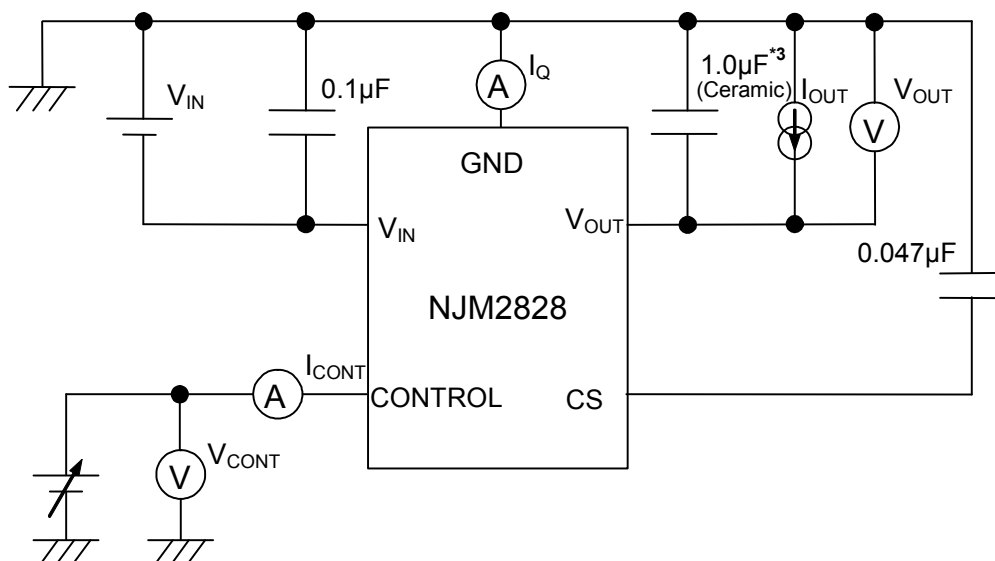 I_Q
A
V_IN
0.1µF
1.0µF*3
(Ceramic)
I_OUT
V_OUT
V
GND
V_IN
V_OUT
0.047µF
NJM2828
I_CONT
A
CONTROL
CS
V_CONT
V